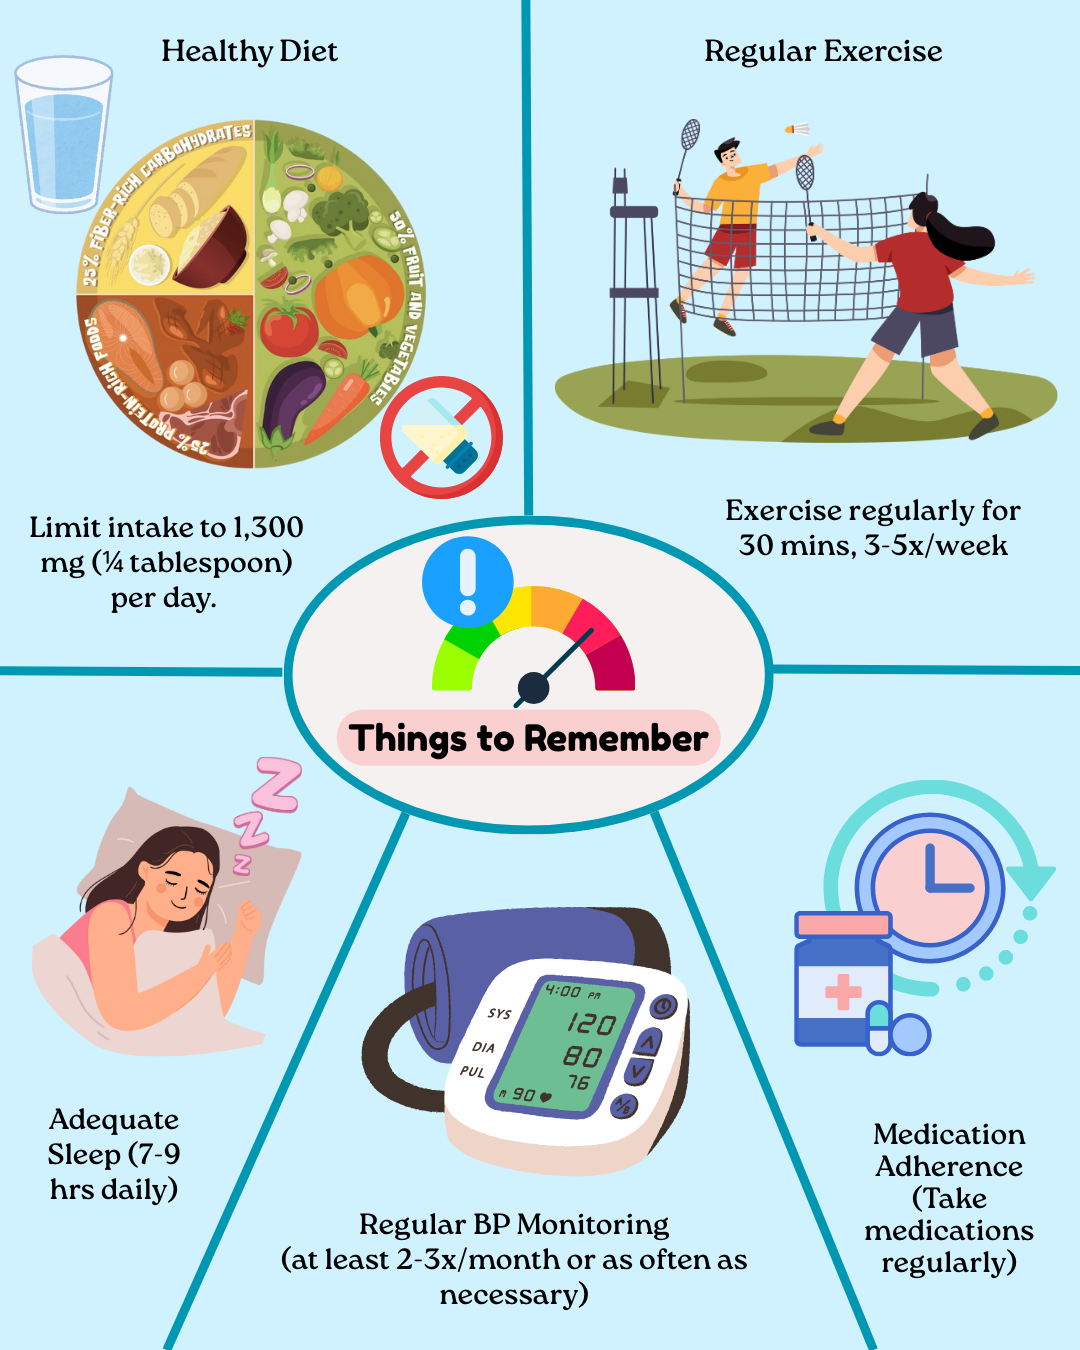 Healthy Diet
25% FIBER-RICH CARBOHYDRATES
50% FRUIT AND VEGETABLES
25% PROTEIN-RICH FOODS
Limit intake to 1,300
mg (¼ tablespoon)
per day.
Regular Exercise
Exercise regularly for
30 mins, 3-5x/week
Things to Remember
Z
Z
Z
Adequate
Sleep (7-9
hrs daily)
4:00 PM
SYS 120
DIA 80
PUL 76
M 90
A/B
Regular BP Monitoring
(at least 2-3x/month or as often as
necessary)
Medication
Adherence
(Take
medications
regularly)